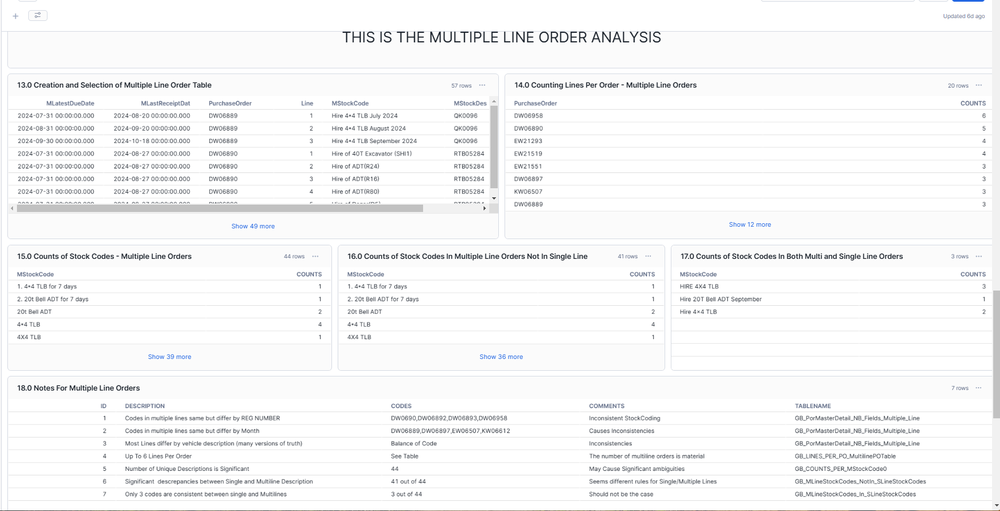 Updated 6d ago
THIS IS THE MULTIPLE LINE ORDER ANALYSIS
13.0 Creation and Selection of Multiple Line Order Table 57 rows
MLatestDueDate MLastReceiptDat PurchaseOrder Line MStockCode MStockDes
2024-07-31 00:00:00.000 2024-08-20 00:00:00.000 DW06889 1 Hire 4*4 TLB July 2024 QK0096
2024-08-31 00:00:00.000 2024-09-20 00:00:00.000 DW06889 2 Hire 4*4 TLB August 2024 QK0096
2024-09-30 00:00:00.000 2024-10-18 00:00:00.000 DW06889 3 Hire 4*4 TLB September 2024 QK0096
2024-07-31 00:00:00.000 2024-08-27 00:00:00.000 DW06890 1 Hire of 40T Excavator (SHI1) RTB05284
2024-07-31 00:00:00.000 2024-08-27 00:00:00.000 DW06890 2 Hire of ADT(R24) RTB05284
2024-07-31 00:00:00.000 2024-08-27 00:00:00.000 DW06890 3 Hire of ADT(R16) RTB05284
2024-07-31 00:00:00.000 2024-08-27 00:00:00.000 DW06890 4 Hire of ADT(R80) RTB05284
Show 49 more
14.0 Counting Lines Per Order - Multiple Line Orders 20 rows
PurchaseOrder COUNTS
DW06958 6
DW06890 5
EW21293 4
EW21519 4
EW21551 3
DW06897 3
KW06507 3
DW06889 3
Show 12 more
15.0 Counts of Stock Codes - Multiple Line Orders 44 rows
MStockCode COUNTS
1. 4*4 TLB for 7 days 1
2. 20t Bell ADT for 7 days 1
20t Bell ADT 2
4*4 TLB 4
4X4 TLB 1
Show 39 more
16.0 Counts of Stock Codes In Multiple Line Orders Not In Single Line 41 rows
MStockCode COUNTS
1. 4*4 TLB for 7 days 1
2. 20t Bell ADT for 7 days 1
20t Bell ADT 2
4*4 TLB 4
4X4 TLB 1
Show 36 more
17.0 Counts of Stock Codes In Both Multi and Single Line Orders 3 rows
MStockCode COUNTS
HIRE 4X4 TLB 3
Hire 20T Bell ADT September 1
Hire 4x4 TLB 2
18.0 Notes For Multiple Line Orders 7 rows
ID DESCRIPTION CODES COMMENTS TABLENAME
1 Codes in multiple lines same but differ by REG NUMBER DW0690,DW06892,DW06893,DW06958 Inconsistent StockCoding GB_PorMasterDetail_NB_Fields_Multiple_Line
2 Codes in multiple lines same but differ by Month DW06889,DW06897,EW06507,KW06612 Causes Inconsistencies GB_PorMasterDetail_NB_Fields_Multiple_Line
3 Most Lines differ by vehicle description (many versions of truth) Balance of Code Inconsistencies GB_PorMasterDetail_NB_Fields_Multiple_Line
4 Up To 6 Lines Per Order See Table The number of multiline orders is material GB_LINES_PER_PO_MultilinePOTable
5 Number of Unique Descriptions is Significant 44 May Cause Significant ambiguities GB_COUNTS_PER_MStockCode0
6 Significant descrepancies between Single and Multiline Description 41 out of 44 Seems different rules for Single/Multiple Lines GB_MLineStockCodes_NotIn_SLineStockCodes
7 Only 3 codes are consistent between single and Multilines 3 out of 44 Should not be the case GB_MLineStockCodes_In_SLineStockCodes